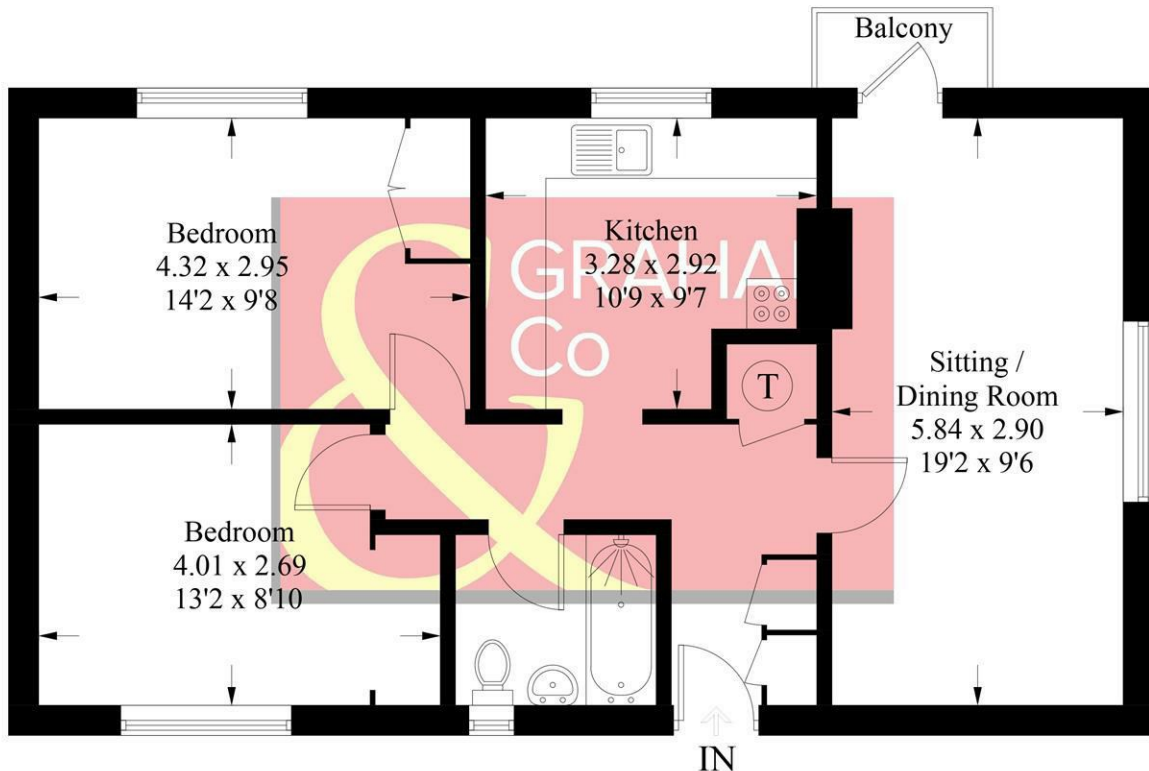 Balcony
Bedroom
4.32 x 2.95
14'2 x 9'8
Kitchen
3.28 x 2.92
10'9 x 9'7
GRAHA
Co
&
T
Sitting /
Dining Room
5.84 x 2.90
19'2 x 9'6
Bedroom
4.01 x 2.69
13'2 x 8'10
IN